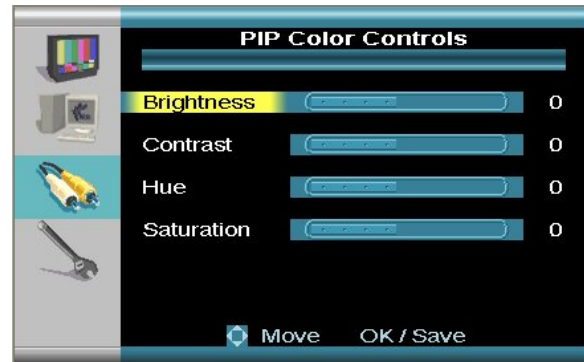 PIP Color Controls
Brightness 0
Contrast 0
Hue 0
Saturation 0
Move OK / Save